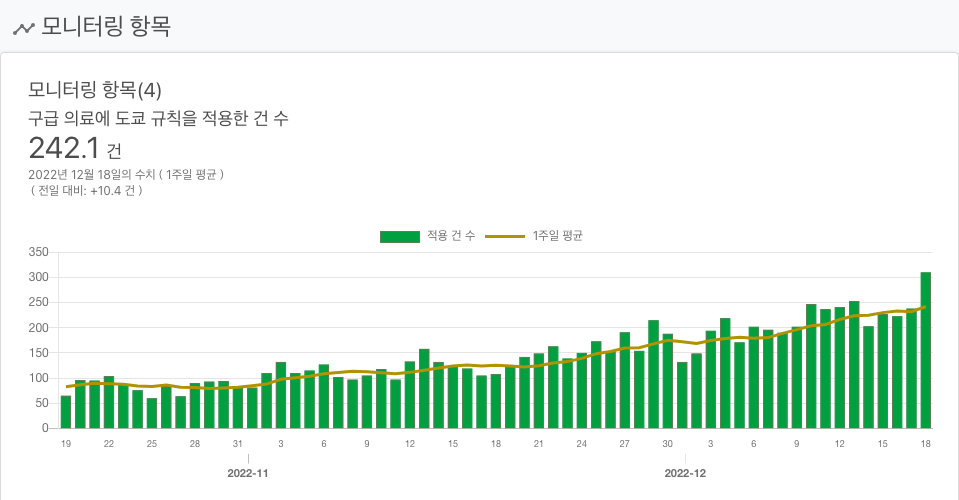 모니터링 항목
모니터링 항목(4)
구급 의료에 도쿄 규칙을 적용한 건 수
242.1 건
2022년 12월 18일의 수치 ( 1주일 평균 )
( 전일 대비: +10.4 건 )
적용 건 수 1주일 평균
350
300
250
200
150
100
50
0
19 22 25 28 31 3 6 9 12 15 18 21 24 27 30 3 6 9 12 15 18
2022-11 2022-12